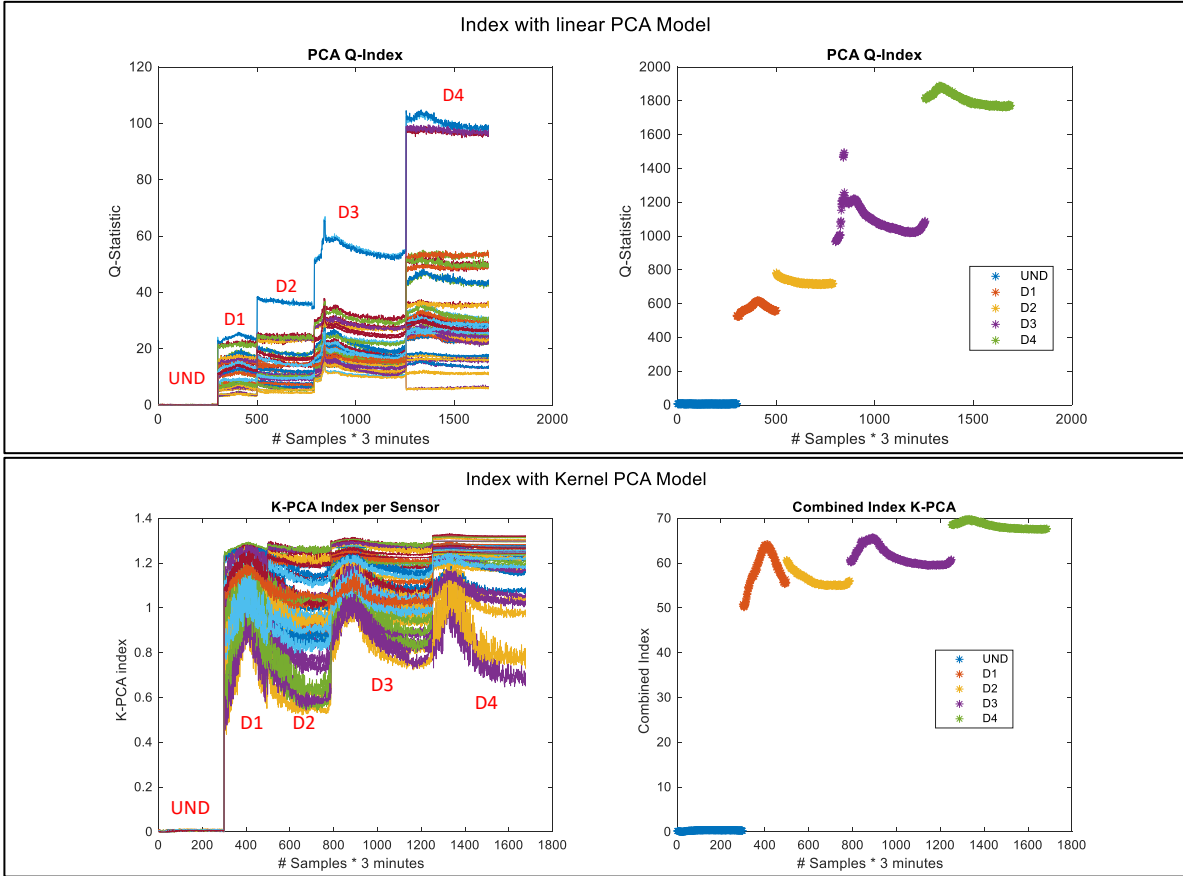 Index with linear PCA Model
PCA Q-Index
120
100
80
60
40
20
0
Q-Statistic
UND
D1
D2
D3
D4
0
500
1000
1500
2000
# Samples * 3 minutes
PCA Q-Index
2000
1800
1600
1400
1200
1000
800
600
400
200
0
Q-Statistic
UND
D1
D2
D3
D4
0
500
1000
1500
2000
# Samples * 3 minutes
Index with Kernel PCA Model
K-PCA Index per Sensor
1.4
1.2
1
0.8
0.6
0.4
0.2
0
K-PCA index
UND
D1
D2
D3
D4
0
200
400
600
800
1000
1200
1400
1600
1800
# Samples * 3 minutes
Combined Index K-PCA
70
60
50
40
30
20
10
0
Combined Index
UND
D1
D2
D3
D4
0
200
400
600
800
1000
1200
1400
1600
1800
# Samples * 3 minutes